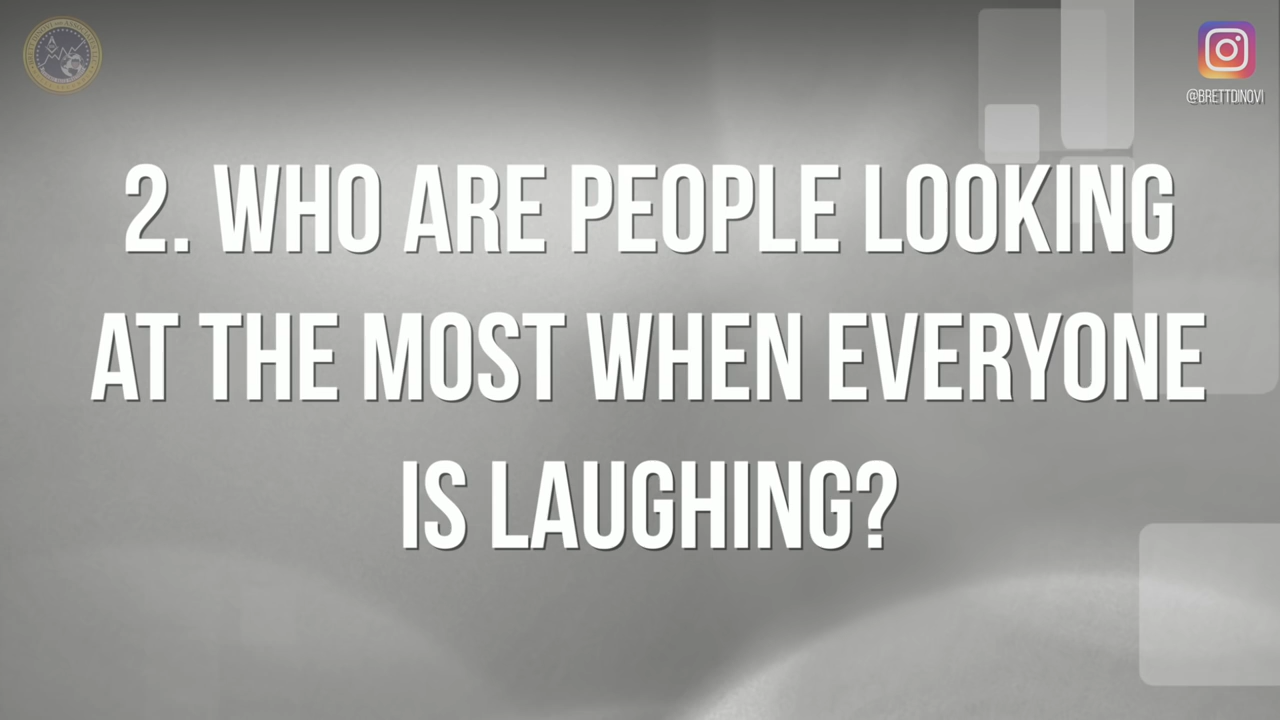 @BRETTDINOVI
2. WHO ARE PEOPLE LOOKING
AT THE MOST WHEN EVERYONE
IS LAUGHING?